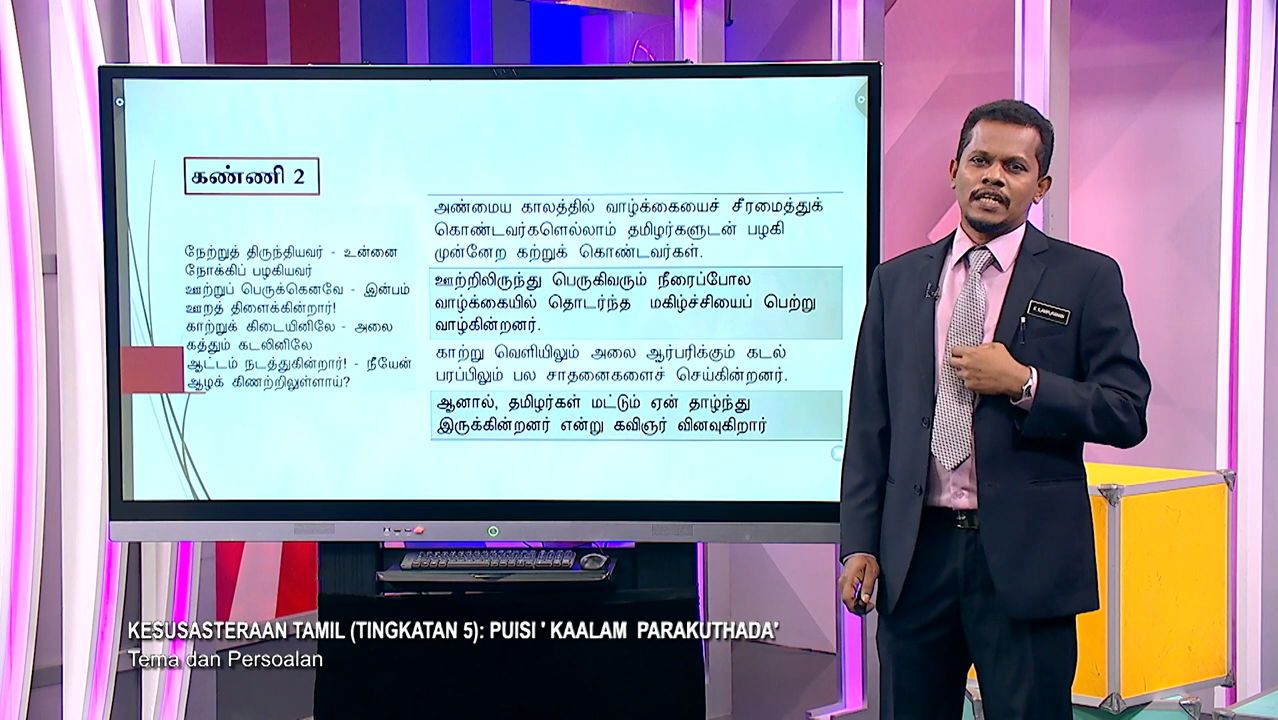 கண்ணி 2
நேற்றுத் திருந்தியவர் - உன்னை
நோக்கிப் பழகியவர்
ஊற்றுப் பெருக்கெனவே - இன்பம்
ஊறத் திளைக்கின்றார்!
காற்றுக் கிடையினிலே - அலை
கத்தும் கடலினிலே
ஆட்டம் நடத்துகின்றார்! - நீயேன்
ஆழக் கிணற்றிலுள்ளாய்?
அண்மைய காலத்தில் வாழ்க்கையைச் சீரமைத்துக்
கொண்டவர்களெல்லாம் தமிழர்களுடன் பழகி
முன்னேற கற்றுக் கொண்டவர்கள்.
ஊற்றிலிருந்து பெருகிவரும் நீரைப்போல
வாழ்க்கையில் தொடர்ந்த மகிழ்ச்சியைப் பெற்று
வாழ்கின்றனர்.
காற்று வெளியிலும் அலை ஆர்பரிக்கும் கடல்
பரப்பிலும் பல சாதனைகளைச் செய்கின்றனர்.
ஆனால், தமிழர்கள் மட்டும் ஏன் தாழ்ந்து
இருக்கின்றனர் என்று கவிஞர் வினவுகிறார்
KESUSASTERAAN TAMIL (TINGKATAN 5): PUISI ' KAALAM PARAKUTHADA'
Tema dan Persoalan